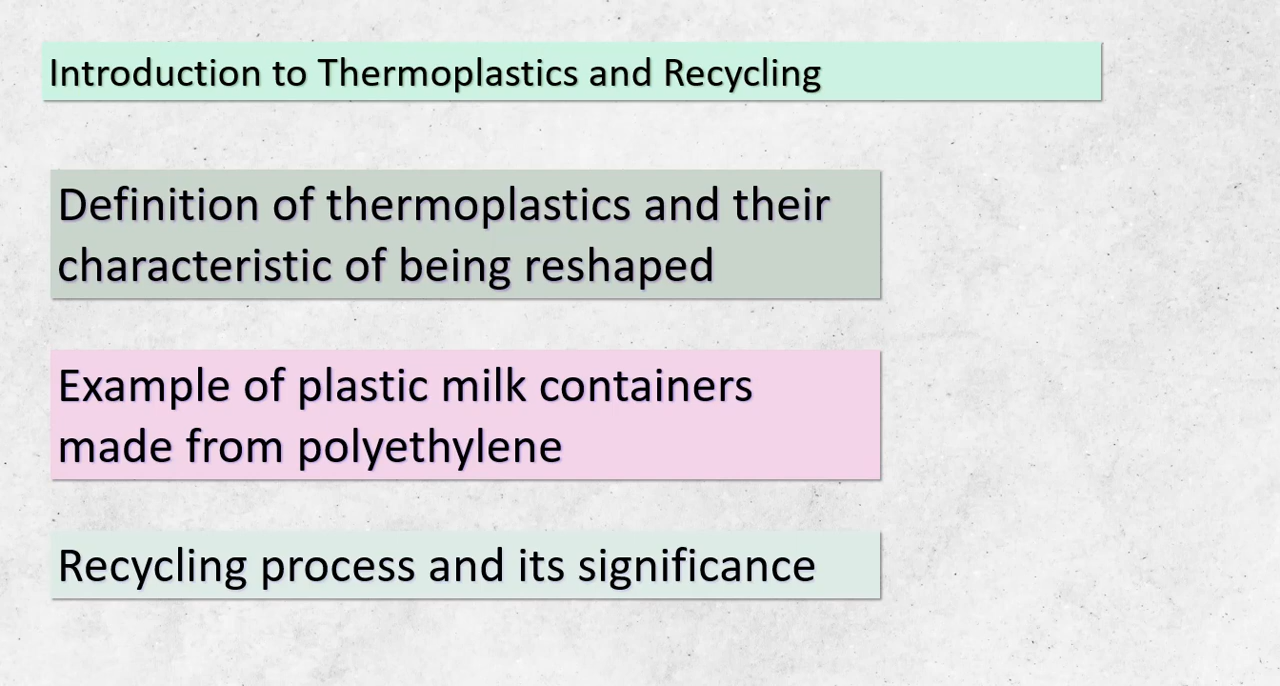 Introduction to Thermoplastics and Recycling
Definition of thermoplastics and their
characteristic of being reshaped
Example of plastic milk containers
made from polyethylene
Recycling process and its significance